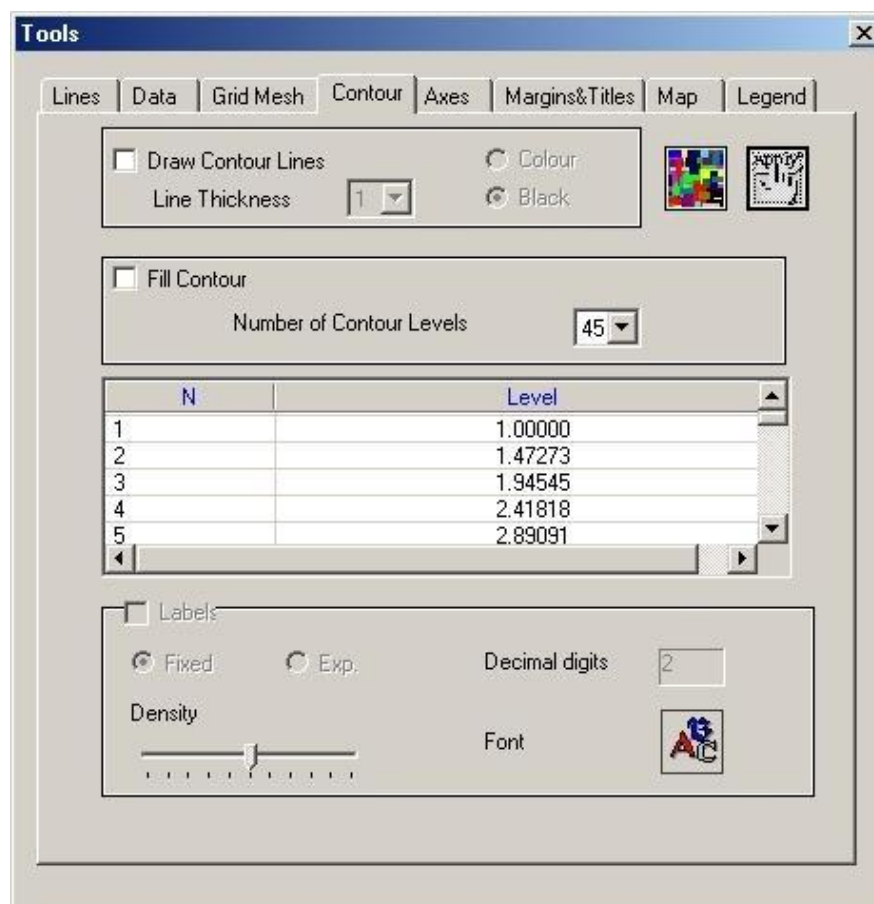 Tools
Lines Data Grid Mesh Contour Axes Margins&Titles Map Legend
Draw Contour Lines Colour
Line Thickness 1 Black
Apply
Fill Contour
Number of Contour Levels 45
N Level
1 1.00000
2 1.47273
3 1.94545
4 2.41818
5 2.89091
Labels
Fixed Exp. Decimal digits 2
Density
Font